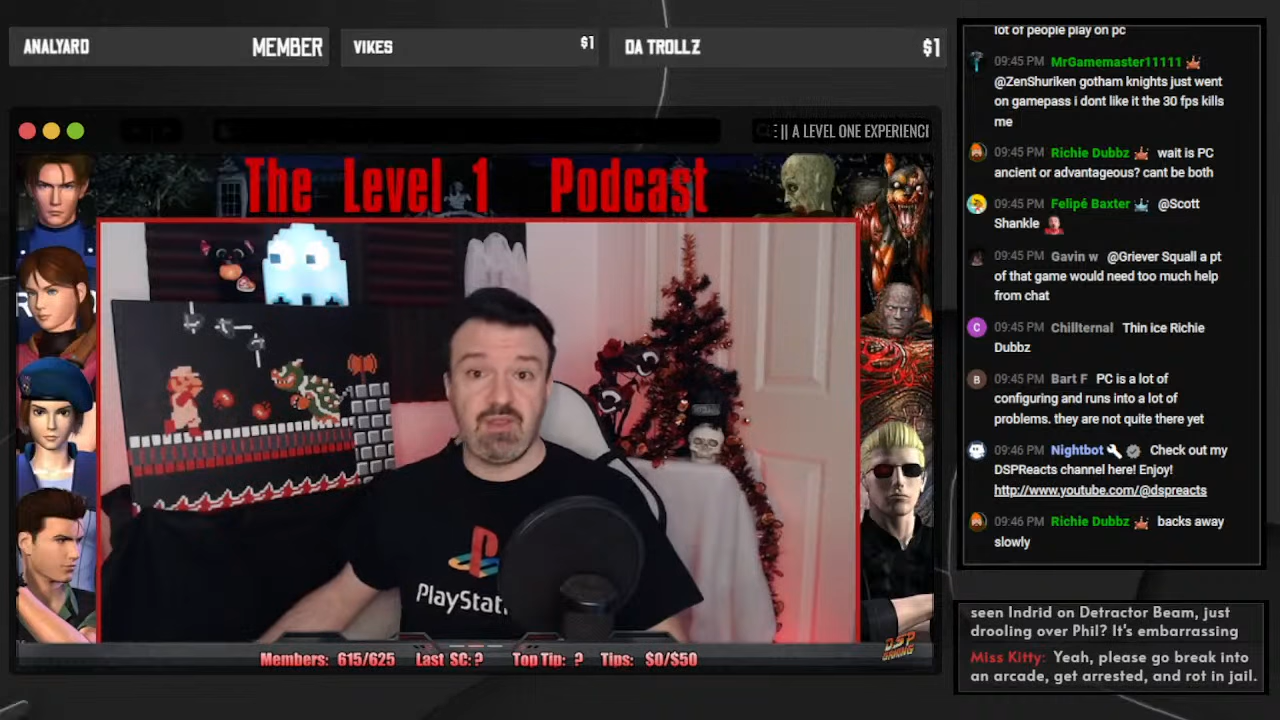 ANALYARD
MEMBER
VIKES
$1
DA TROLLZ
$1
|| A LEVEL ONE EXPERIENCI
The Level 1 Podcast
PlayStat
Members: 615/625 Last SC: ? Top Tip: ? Tips: $0/$50
DSP
GAMING
lot of people play on pc
09:45 PM MrGamemaster11111
@ZenShuriken gotham knights just went
on gamepass i dont like it the 30 fps kills
me
09:45 PM Richie Dubbz wait is PC
ancient or advantageous? cant be both
09:45 PM Felipé Baxter @Scott
Shankle
09:45 PM Gavin w @Griever Squall a pt
of that game would need too much help
from chat
C
09:45 PM Chillternal Thin ice Richie
Dubbz
B
09:45 PM Bart F PC is a lot of
configuring and runs into a lot of
problems. they are not quite there yet
09:46 PM Nightbot Check out my
DSPReacts channel here! Enjoy!
http://www.youtube.com/@dspreacts
09:46 PM Richie Dubbz backs away
slowly
seen Indrid on Detractor Beam, just
drooling over Phil? It's embarrassing
Miss Kitty: Yeah, please go break into
an arcade, get arrested, and rot in jail.